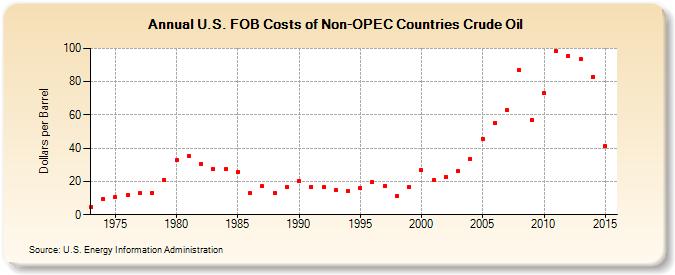 Annual U.S. FOB Costs of Non-OPEC Countries Crude Oil
Dollars per Barrel
100
80
60
40
20
0
1975 1980 1985 1990 1995 2000 2005 2010 2015
Source: U.S. Energy Information Administration